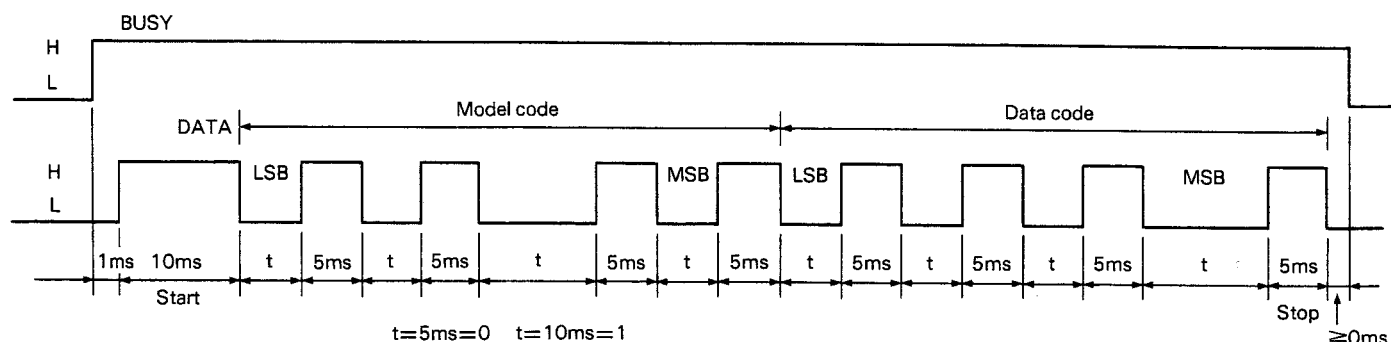 BUSY
H
L
Model code
Data code
DATA
H
L
LSB
MSB
LSB
MSB
1ms 10ms t 5ms t 5ms t 5ms t 5ms t 5ms t 5ms t 5ms t 5ms
Start
Stop
t=5ms=0 t=10ms=1
≧0ms